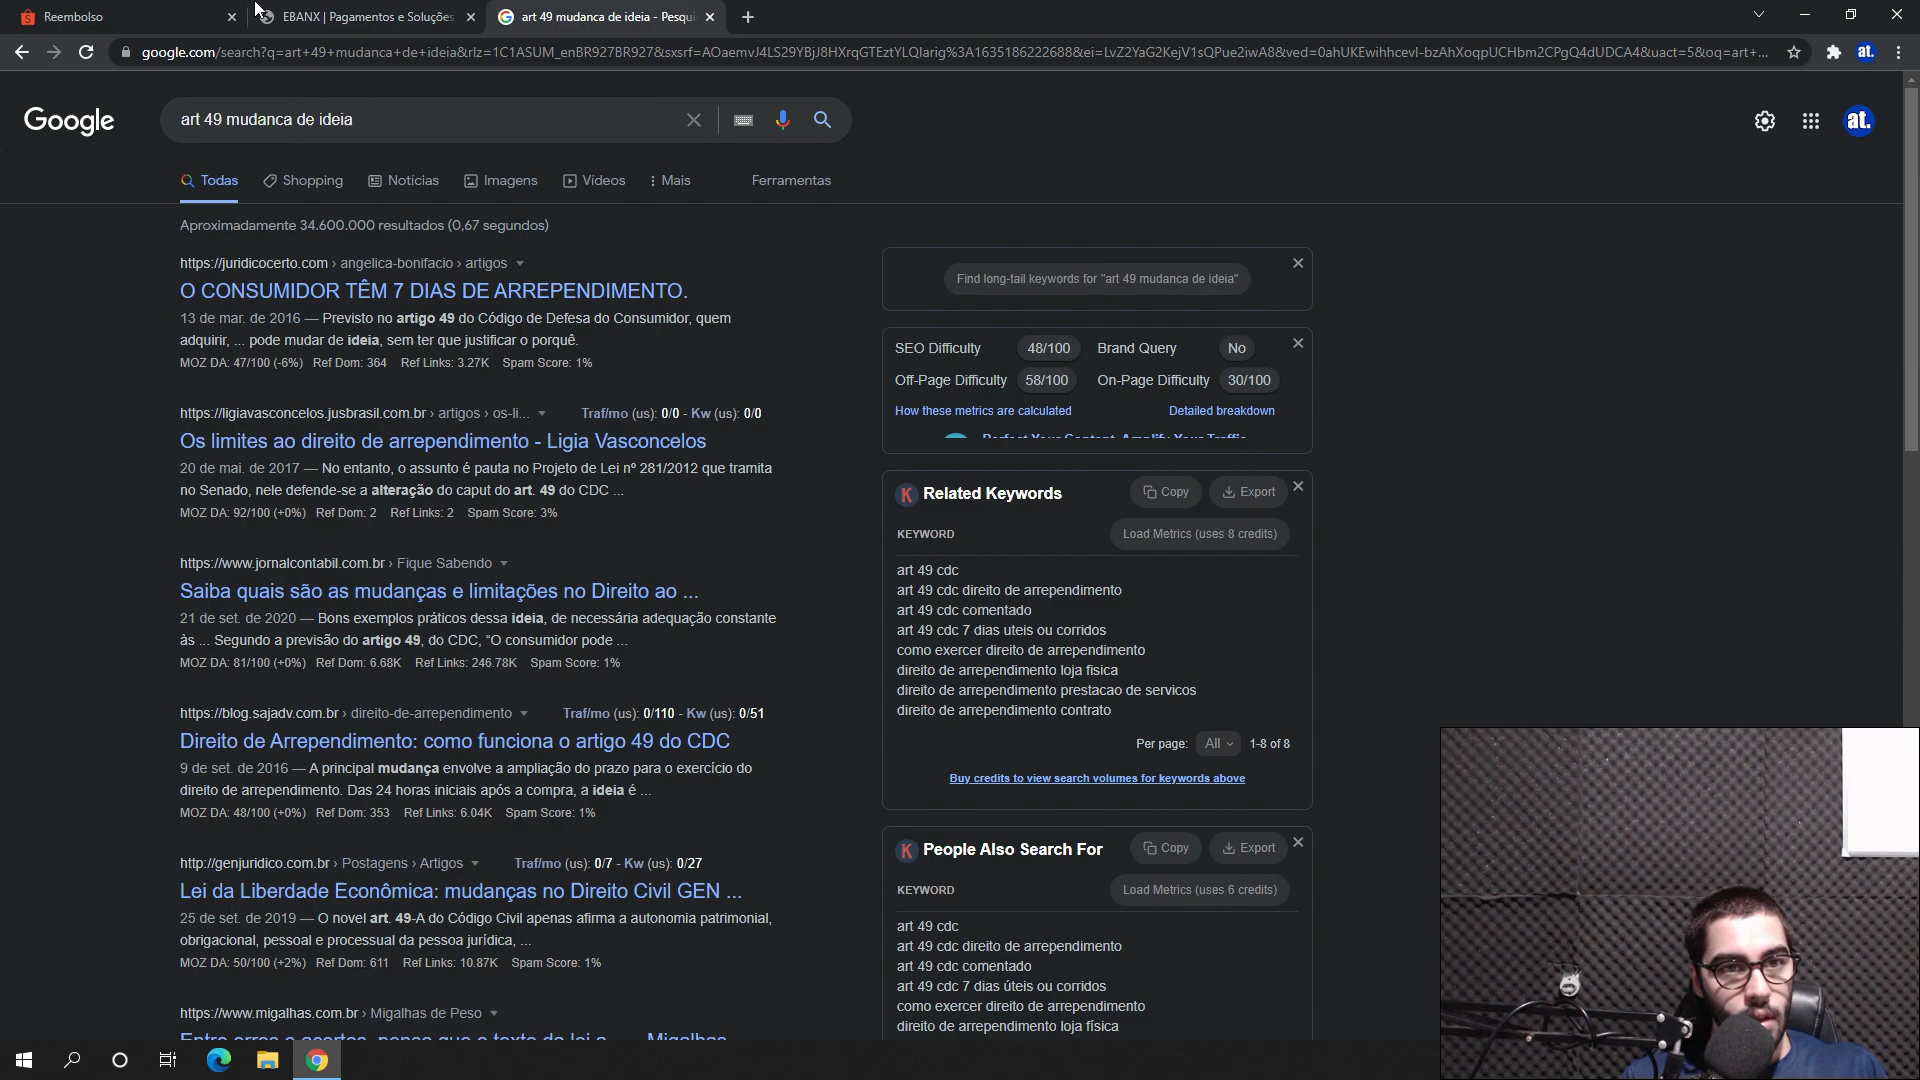 Reembolso
EBANX | Pagamentos e Soluções
art 49 mudanca de ideia - Pesqui
google.com/search?q=art+49+mudanca+de+ideia&rlz=1C1ASUM_enBR927BR927&sxsrf=AOaemvJ4LS29YBjJ8HXrqGTEztYLQlarig%3A1635186222688&ei=LvZ2YaG2KejV1sQPue2iwA8&ved=0ahUKEwihhcevl-bzAhXoqpUCHbm2CPgQ4dUDCA4&uact=5&oq=art+...
at.
Google
art 49 mudanca de ideia
at.
Todas
Shopping
Notícias
Imagens
Vídeos
Mais
Ferramentas
Aproximadamente 34.600.000 resultados (0,67 segundos)
https://juridicocerto.com › angelica-bonifacio › artigos
O CONSUMIDOR TÊM 7 DIAS DE ARREPENDIMENTO.
13 de mar. de 2016 — Previsto no artigo 49 do Código de Defesa do Consumidor, quem
adquirir, ... pode mudar de ideia, sem ter que justificar o porquê.
MOZ DA: 47/100 (-6%) Ref Dom: 364 Ref Links: 3.27K Spam Score: 1%
https://ligiavasconcelos.jusbrasil.com.br › artigos › os-li... Traf/mo (us): 0/0 - Kw (us): 0/0
Os limites ao direito de arrependimento - Ligia Vasconcelos
20 de mai. de 2017 — No entanto, o assunto é pauta no Projeto de Lei nº 281/2012 que tramita
no Senado, nele defende-se a alteração do caput do art. 49 do CDC ...
MOZ DA: 92/100 (+0%) Ref Dom: 2 Ref Links: 2 Spam Score: 3%
https://www.jornalcontabil.com.br › Fique Sabendo
Saiba quais são as mudanças e limitações no Direito ao ...
21 de set. de 2020 — Bons exemplos práticos dessa ideia, de necessária adequação constante
às ... Segundo a previsão do artigo 49, do CDC, “O consumidor pode ...
MOZ DA: 81/100 (+0%) Ref Dom: 6.68K Ref Links: 246.78K Spam Score: 1%
https://blog.sajadv.com.br › direito-de-arrependimento Traf/mo (us): 0/110 - Kw (us): 0/51
Direito de Arrependimento: como funciona o artigo 49 do CDC
9 de set. de 2016 — A principal mudança envolve a ampliação do prazo para o exercício do
direito de arrependimento. Das 24 horas iniciais após a compra, a ideia é ...
MOZ DA: 48/100 (+0%) Ref Dom: 353 Ref Links: 6.04K Spam Score: 1%
http://genjuridico.com.br › Postagens › Artigos Traf/mo (us): 0/7 - Kw (us): 0/27
Lei da Liberdade Econômica: mudanças no Direito Civil GEN ...
25 de set. de 2019 — O novel art. 49-A do Código Civil apenas afirma a autonomia patrimonial,
obrigacional, pessoal e processual da pessoa jurídica, ...
MOZ DA: 50/100 (+2%) Ref Dom: 611 Ref Links: 10.87K Spam Score: 1%
https://www.migalhas.com.br › Migalhas de Peso
Entre erros e acertos, penso que o texto da lei a ... - Migalhas
Find long-tail keywords for "art 49 mudanca de ideia"
SEO Difficulty 48/100 Brand Query No
Off-Page Difficulty 58/100 On-Page Difficulty 30/100
How these metrics are calculated
Detailed breakdown
Perfect Your Content, Amplify Your Traffic
K Related Keywords Copy Export
KEYWORD Load Metrics (uses 8 credits)
art 49 cdc
art 49 cdc direito de arrependimento
art 49 cdc comentado
art 49 cdc 7 dias uteis ou corridos
como exercer direito de arrependimento
direito de arrependimento loja fisica
direito de arrependimento prestacao de servicos
direito de arrependimento contrato
Per page: All 1-8 of 8
Buy credits to view search volumes for keywords above
K People Also Search For Copy Export
KEYWORD Load Metrics (uses 6 credits)
art 49 cdc
art 49 cdc direito de arrependimento
art 49 cdc comentado
art 49 cdc 7 dias úteis ou corridos
como exercer direito de arrependimento
direito de arrependimento loja física